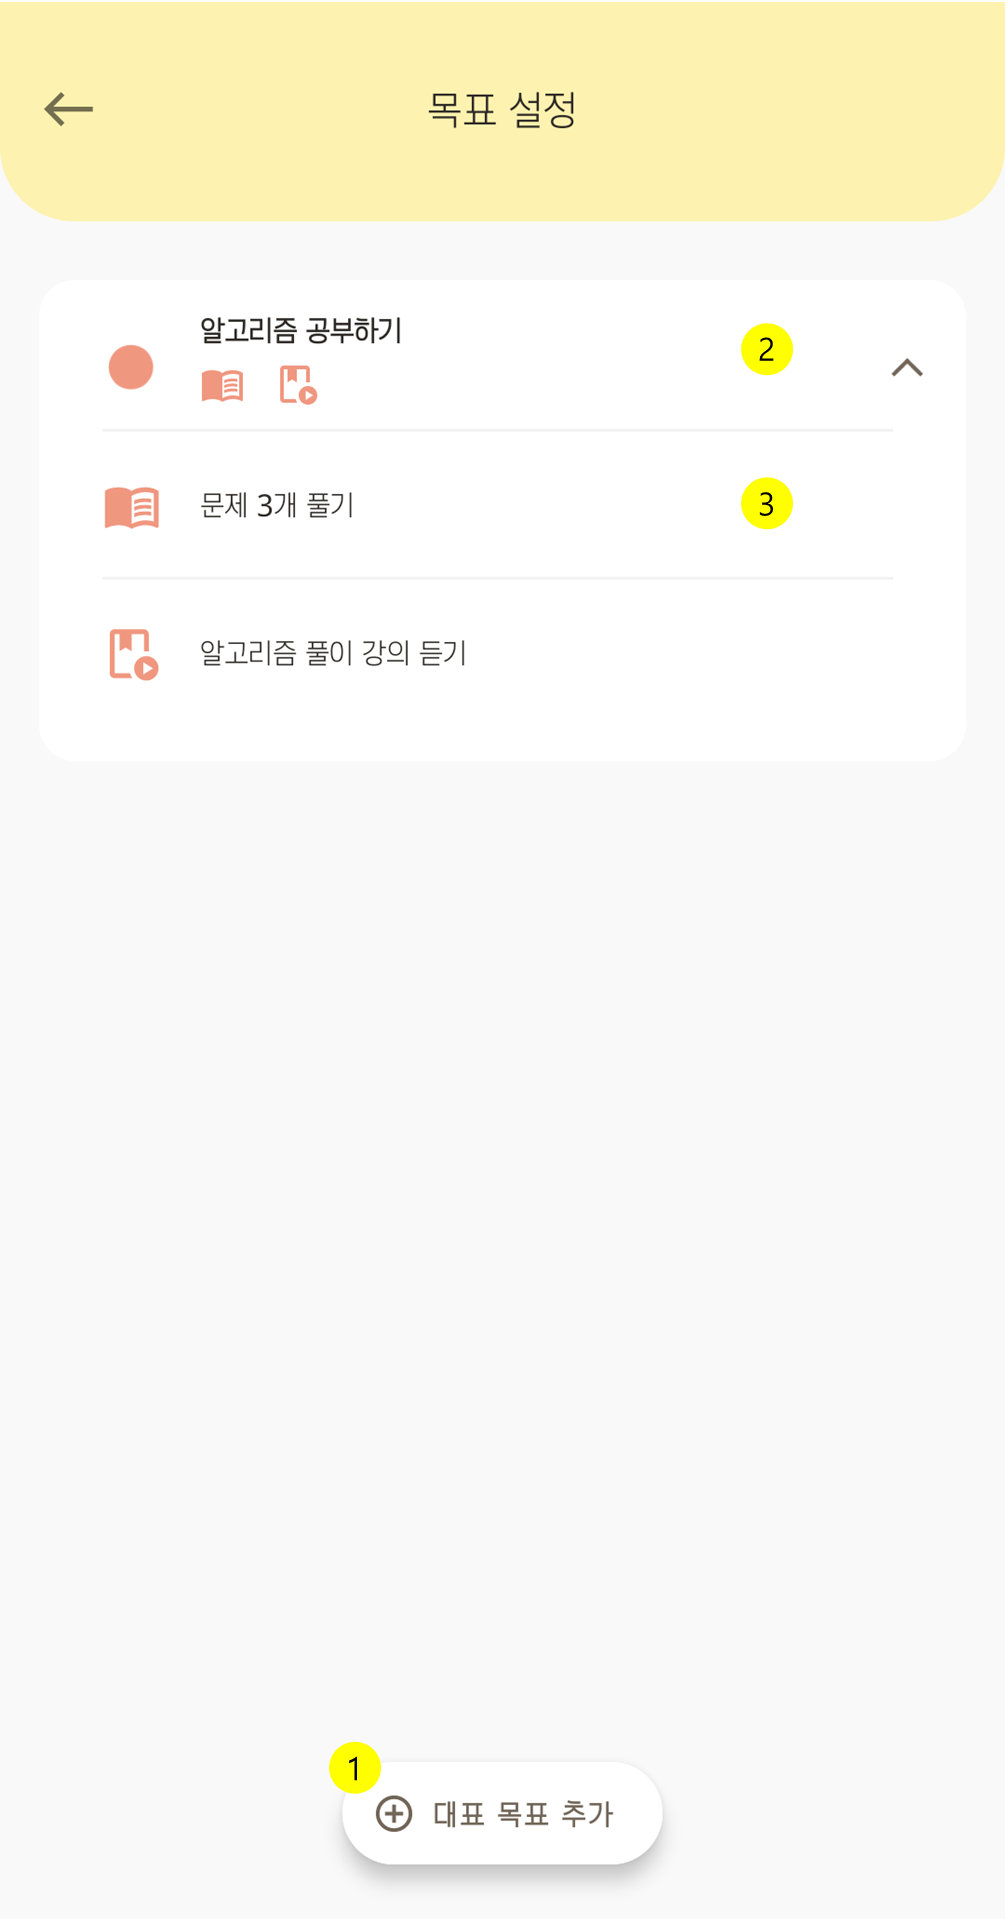 목표 설정
알고리즘 공부하기
2
문제 3개 풀기
3
알고리즘 풀이 강의 듣기
1
대표 목표 추가